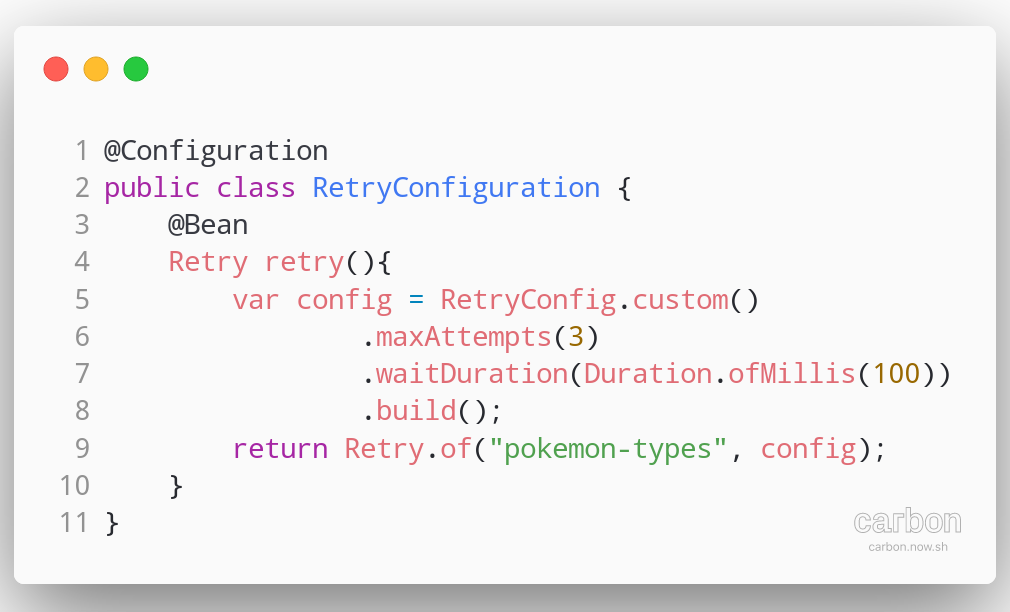 1 @Configuration
2 public class RetryConfiguration {
3     @Bean
4     Retry retry(){
5         var config = RetryConfig.custom()
6                 .maxAttempts(3)
7                 .waitDuration(Duration.ofMillis(100))
8                 .build();
9         return Retry.of("pokemon-types", config);
10     }
11 }
carbon
carbon.now.sh